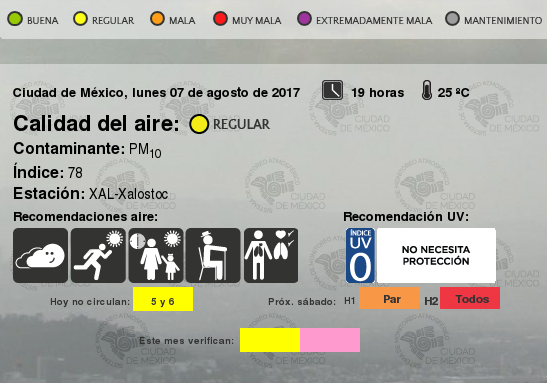 BUENA REGULAR MALA MUY MALA EXTREMADAMENTE MALA MANTENIMIENTO
Ciudad de México, lunes 07 de agosto de 2017 19 horas 25 ºC
Calidad del aire: REGULAR
Contaminante: PM10
Índice: 78
Estación: XAL-Xalostoc
Recomendaciones aire: Recomendación UV:
ÍNDICE
UV
0
NO NECESITA
PROTECCIÓN
Hoy no circulan: 5 y 6 Próx. sábado: H1 Par H2 Todos
Este mes verifican:
CIUDAD
DE MÉXICO